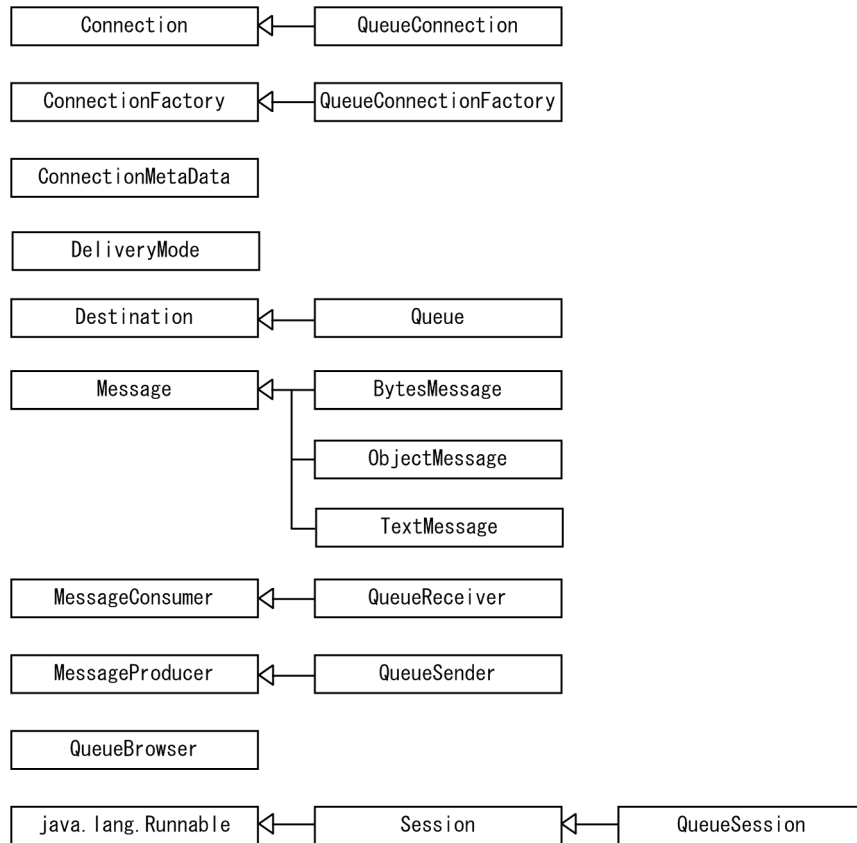 Connection QueueConnection
ConnectionFactory QueueConnectionFactory
ConnectionMetaData
DeliveryMode
Destination Queue
Message BytesMessage
ObjectMessage
TextMessage
MessageConsumer QueueReceiver
MessageProducer QueueSender
QueueBrowser
java.lang.Runnable Session QueueSession